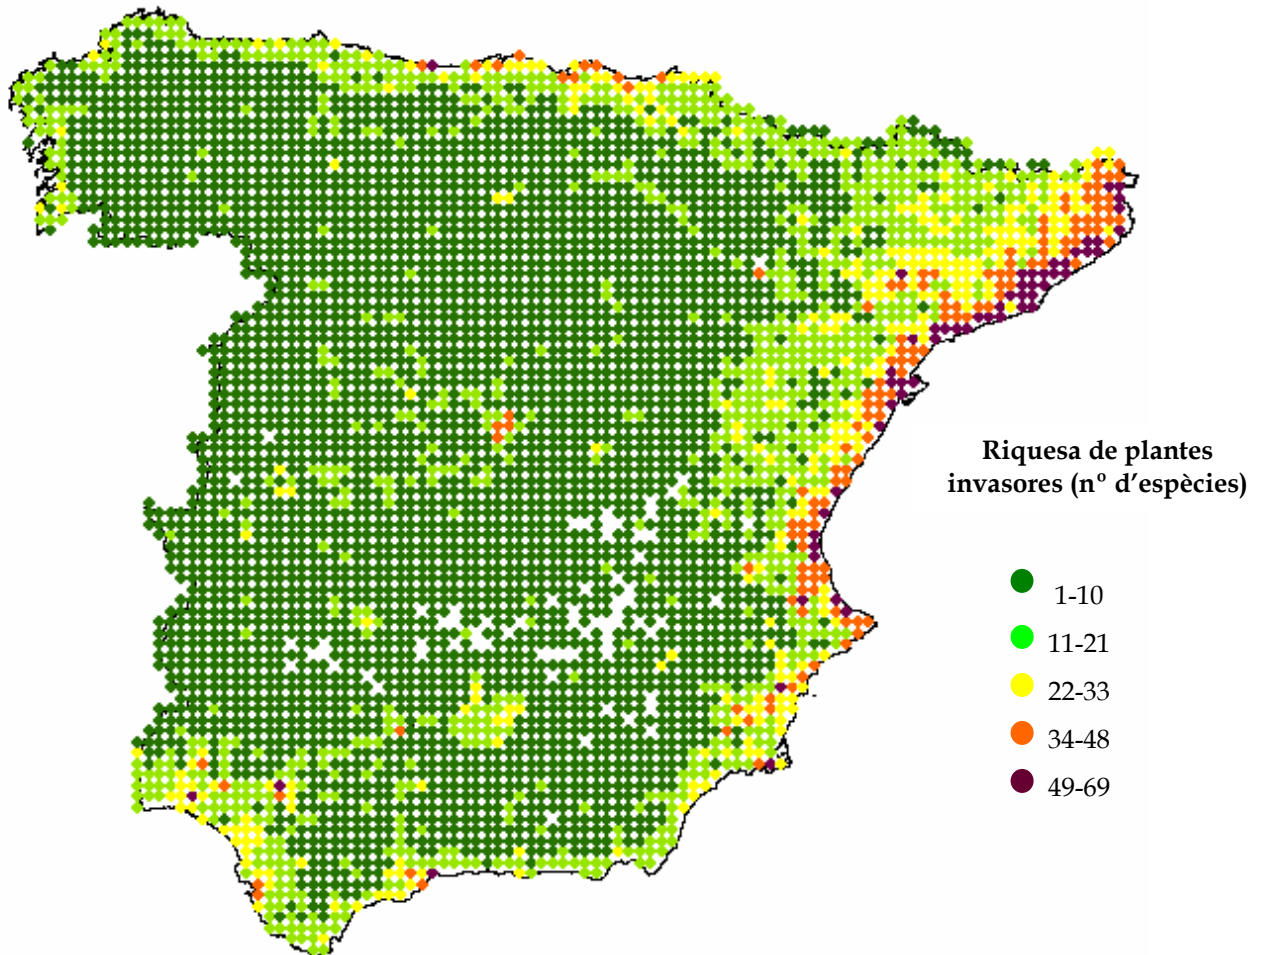 Riquesa de plantes
invasores (nº d’espècies)
1-10
11-21
22-33
34-48
49-69